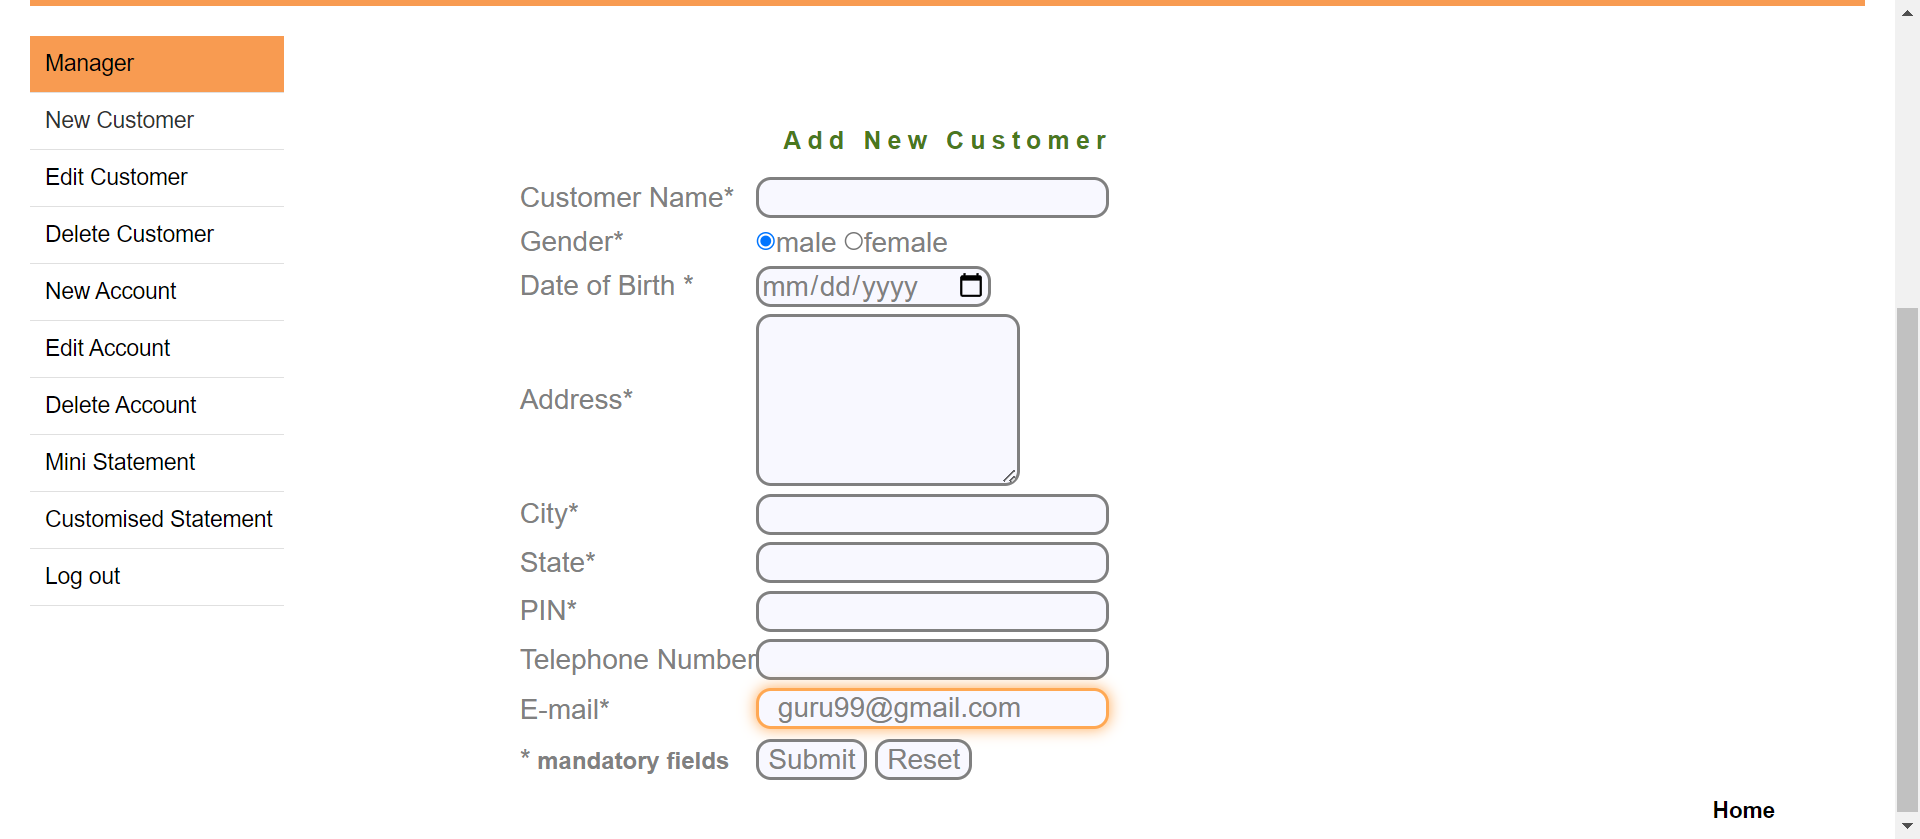 Manager
New Customer
Edit Customer
Delete Customer
New Account
Edit Account
Delete Account
Mini Statement
Customised Statement
Log out
Add New Customer
Customer Name*
Gender* male female
Date of Birth * mm/dd/yyyy
Address*
City*
State*
PIN*
Telephone Number
E-mail* guru99@gmail.com
* mandatory fields Submit Reset
Home